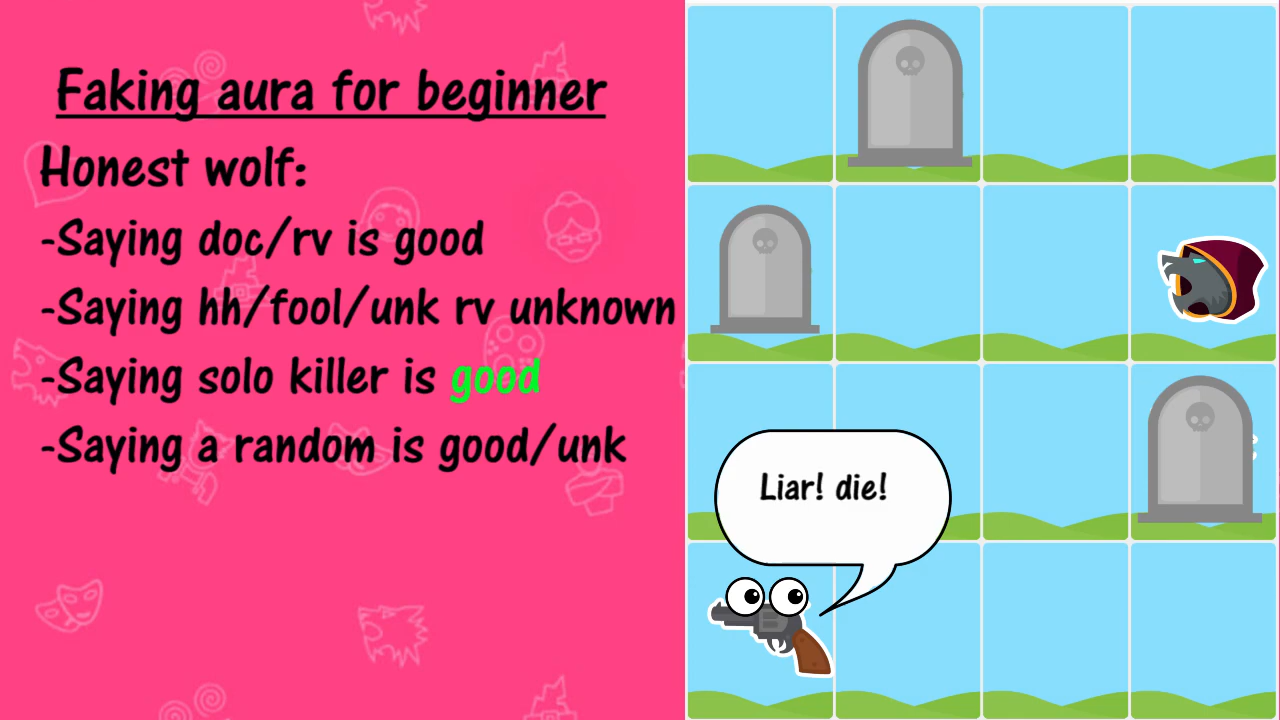 Faking aura for beginner
Honest wolf:
-Saying doc/rv is good
-Saying hh/fool/unk rv unknown
-Saying solo killer is good
-Saying a random is good/unk
Liar! die!